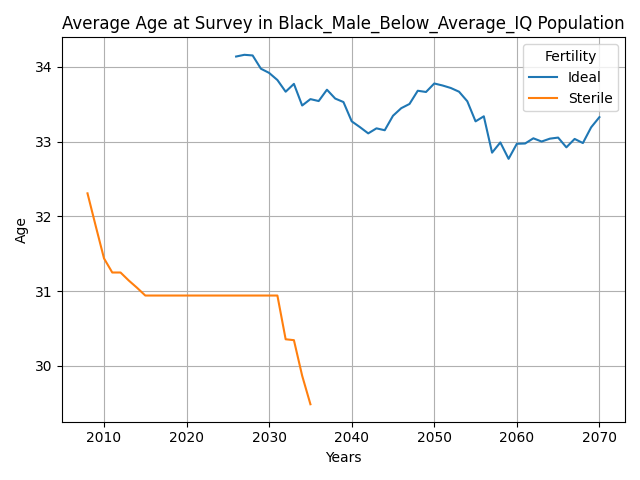 Average Age at Survey in Black_Male_Below_Average_IQ Population
Fertility
Ideal
Sterile
34
33
32
31
30
Age
2010 2020 2030 2040 2050 2060 2070
Years